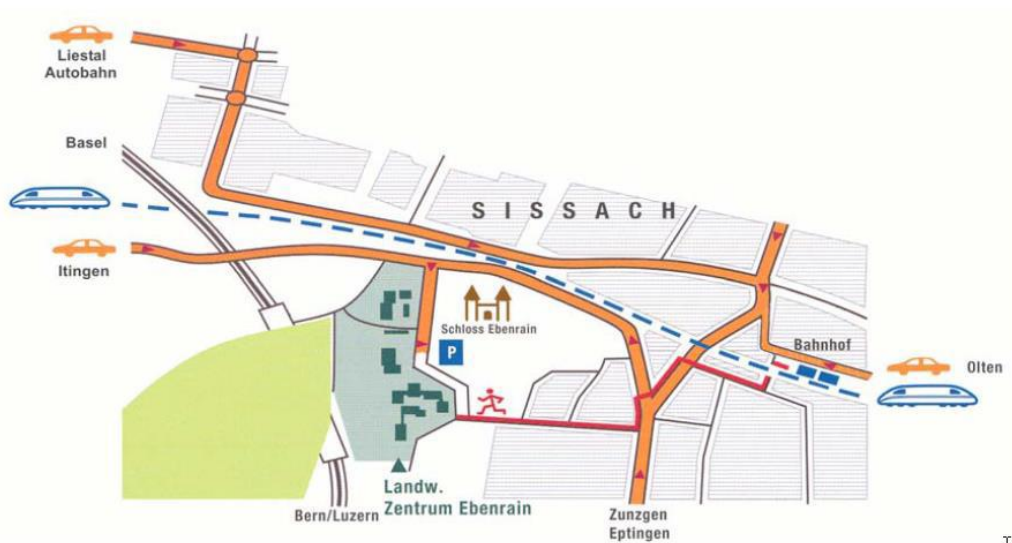 Liestal
Autobahn
Basel
SISSACH
Itingen
Schloss Ebenrain
P
Bahnhof
Olten
Landw.
Zentrum Ebenrain
Bern/Luzern
Zunzgen
Eptingen